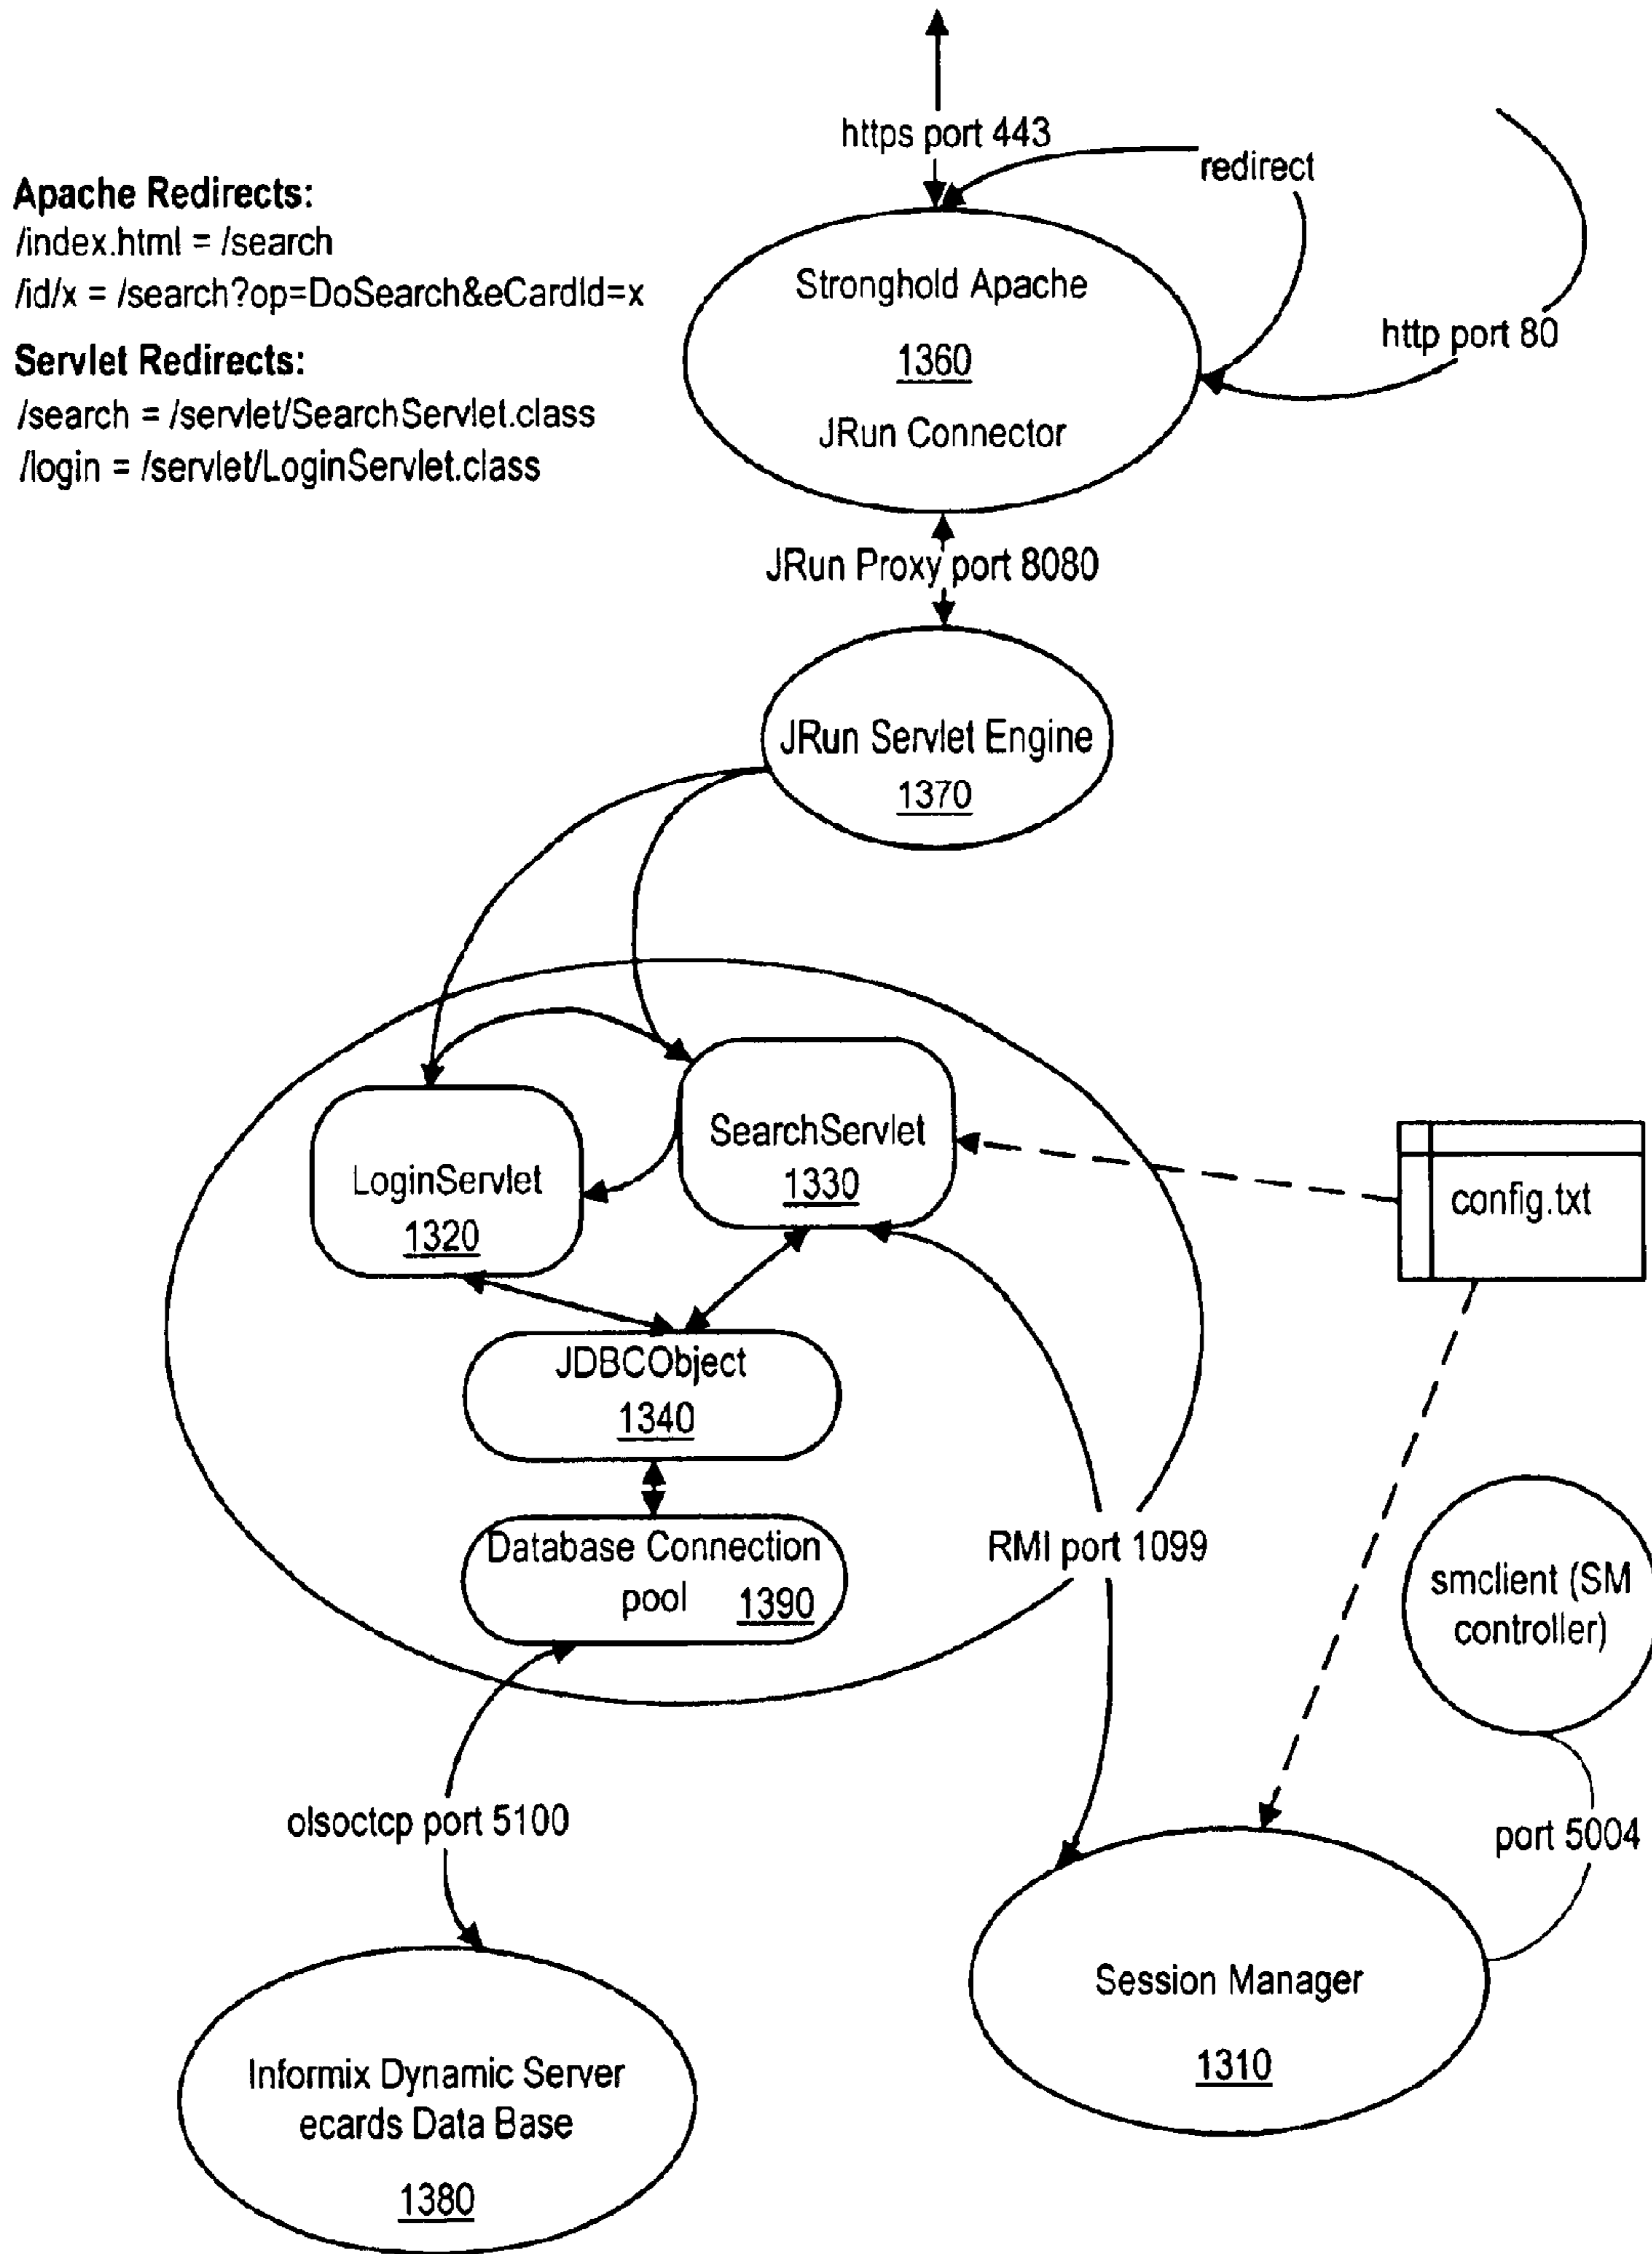 https port 443
redirect
Apache Redirects:
/index.html = /search
/id/x = /search?op=DoSearch&eCardId=x
Servlet Redirects:
/search = /servlet/SearchServlet.class
/login = /servlet/LoginServlet.class
Stronghold Apache
1360
JRun Connector
http port 80
JRun Proxy port 8080
JRun Servlet Engine
1370
SearchServlet
1330
LoginServlet
1320
config.txt
JDBCObject
1340
Database Connection
pool 1390
RMI port 1099
smclient (SM
controller)
olsoctcp port 5100
port 5004
Session Manager
1310
Informix Dynamic Server
ecards Data Base
1380